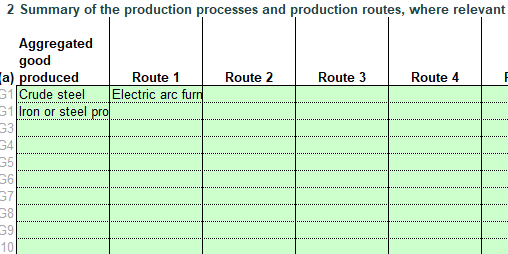 2 Summary of the production processes and production routes, where relevant
Aggregated
good
(a) produced Route 1 Route 2 Route 3 Route 4
G1 Crude steel Electric arc furn
G1 Iron or steel pro
G3
G4
G5
G6
G7
G8
G9
10